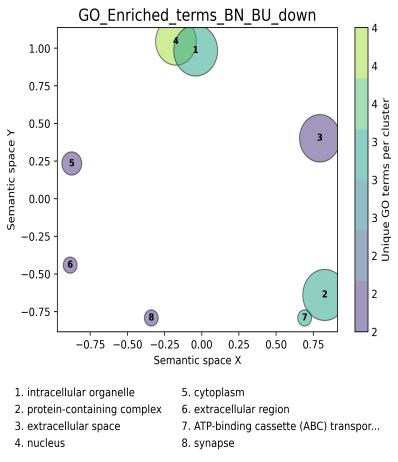 GO_Enriched_terms_BN_BU_down
1.00
0.75
0.50
0.25
0.00
−0.25
−0.50
−0.75
Semantic space Y
4
1
3
5
6
2
7
8
−0.75 −0.50 −0.25 0.00 0.25 0.50 0.75
Semantic space X
4
4
4
3
3
3
2
2
2
Unique GO terms per cluster
1. intracellular organelle
2. protein-containing complex
3. extracellular space
4. nucleus
5. cytoplasm
6. extracellular region
7. ATP-binding cassette (ABC) transpor...
8. synapse